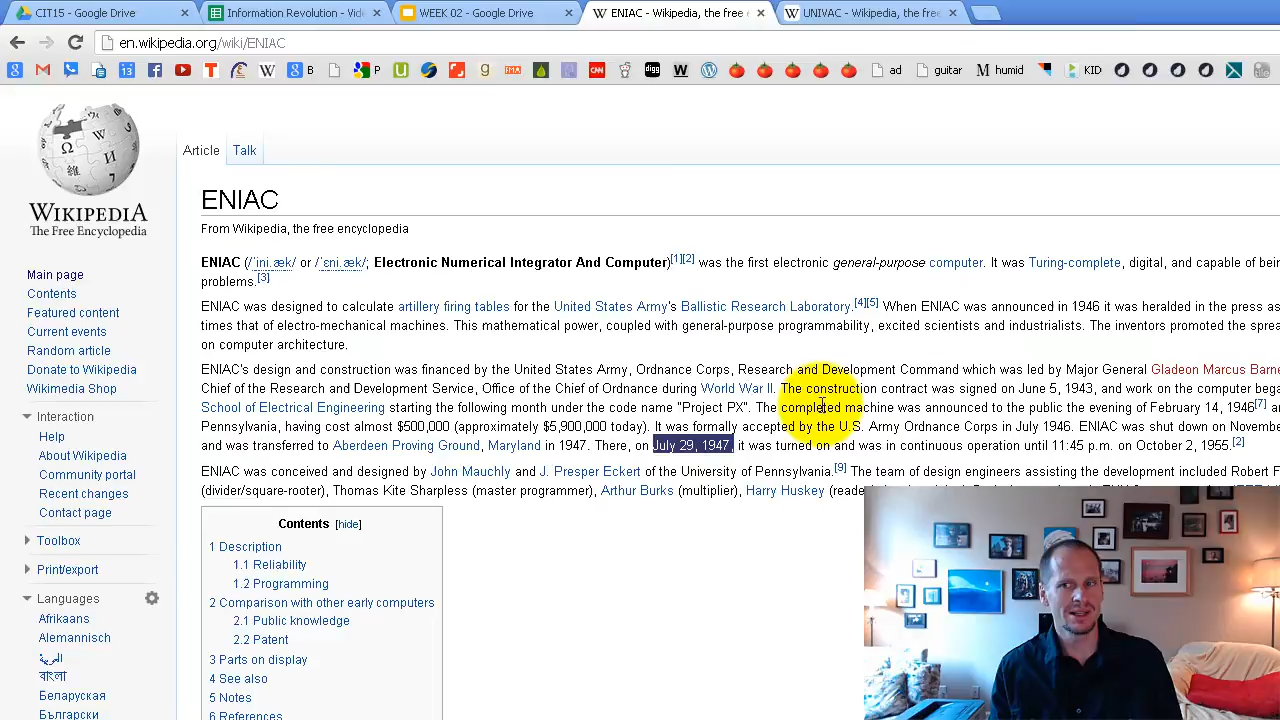 CIT15 - Google Drive
Information Revolution - Vid
WEEK 02 - Google Drive
ENIAC - Wikipedia, the free
UNIVAC - Wikipedia, the free
en.wikipedia.org/wiki/ENIAC
B
P
ad
guitar
humid
KID
WIKIPEDIA
The Free Encyclopedia
Main page
Contents
Featured content
Current events
Random article
Donate to Wikipedia
Wikimedia Shop
Interaction
Help
About Wikipedia
Community portal
Recent changes
Contact page
Toolbox
Print/export
Languages
Afrikaans
Alemannisch
العربية
বাংলা
Беларуская
Български
Article Talk
ENIAC
From Wikipedia, the free encyclopedia
ENIAC (/ˈini.æk/ or /ˈɛni.æk/; Electronic Numerical Integrator And Computer)[1][2] was the first electronic general-purpose computer. It was Turing-complete, digital, and capable of bein
problems.[3]
ENIAC was designed to calculate artillery firing tables for the United States Army's Ballistic Research Laboratory.[4][5] When ENIAC was announced in 1946 it was heralded in the press as
times that of electro-mechanical machines. This mathematical power, coupled with general-purpose programmability, excited scientists and industrialists. The inventors promoted the spre
on computer architecture.
ENIAC's design and construction was financed by the United States Army, Ordnance Corps, Research and Development Command which was led by Major General Gladeon Marcus Barne
Chief of the Research and Development Service, Office of the Chief of Ordnance during World War II. The construction contract was signed on June 5, 1943, and work on the computer bega
School of Electrical Engineering starting the following month under the code name "Project PX". The completed machine was announced to the public the evening of February 14, 1946[7] a
Pennsylvania, having cost almost $500,000 (approximately $5,900,000 today). It was formally accepted by the U.S. Army Ordnance Corps in July 1946. ENIAC was shut down on Novembe
and was transferred to Aberdeen Proving Ground, Maryland in 1947. There, on July 29, 1947, it was turned on and was in continuous operation until 11:45 p.m. on October 2, 1955.[2]
ENIAC was conceived and designed by John Mauchly and J. Presper Eckert of the University of Pennsylvania.[9] The team of design engineers assisting the development included Robert F
(divider/square-rooter), Thomas Kite Sharpless (master programmer), Arthur Burks (multiplier), Harry Huskey (reade
Contents [hide]
1 Description
1.1 Reliability
1.2 Programming
2 Comparison with other early computers
2.1 Public knowledge
2.2 Patent
3 Parts on display
4 See also
5 Notes
6 References